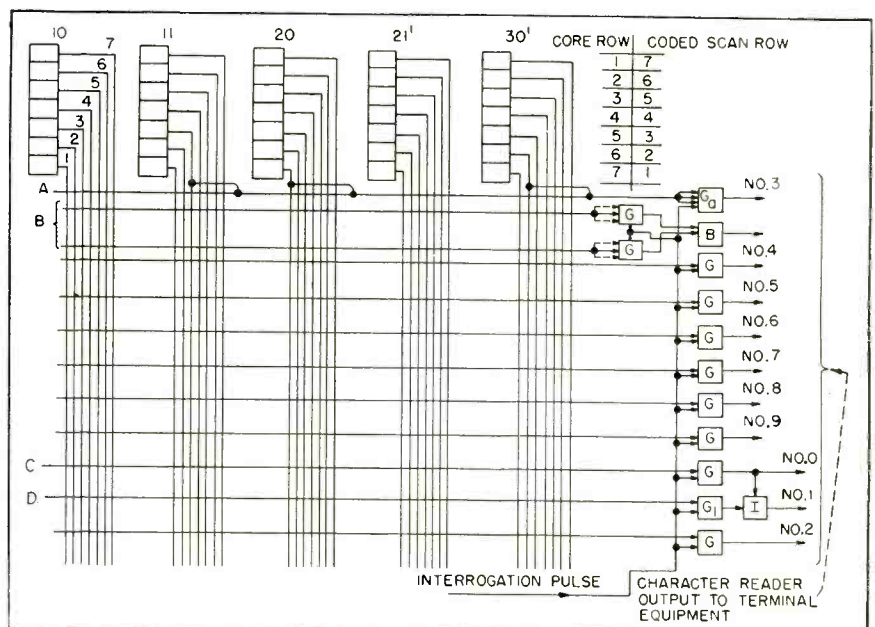 10 11 20 21' 30'
CORE ROW CODED SCAN ROW
1 7
2 6
3 5
4 4
5 3
6 2
7 1
7
6
5
4
3
2
1
A
B
G_a NO.3
G
B
G
G NO.4
G NO.5
G NO.6
G NO.7
G NO.8
G NO.9
C G NO.0
D G_1 I NO.1
G NO.2
INTERROGATION PULSE
CHARACTER READER
OUTPUT TO TERMINAL
EQUIPMENT